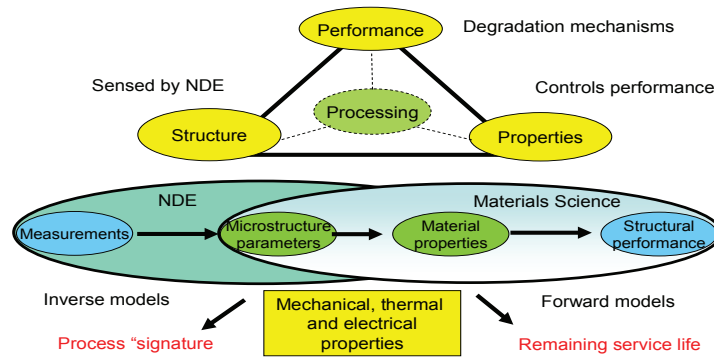 Performance
Degradation mechanisms
Sensed by NDE
Controls performance
Processing
Structure
Properties
NDE
Materials Science
Measurements
Microstructure
parameters
Material
properties
Structural
performance
Inverse models
Mechanical, thermal
and electrical
properties
Forward models
Process “signature
Remaining service life